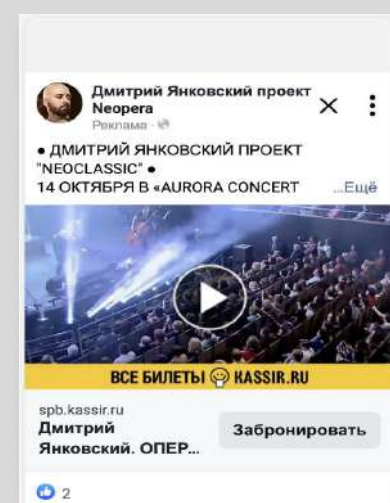 Дмитрий Янковский проект
Neopera
Реклама ·
• ДМИТРИЙ ЯНКОВСКИЙ ПРОЕКТ
"NEOCLASSIC" •
14 ОКТЯБРЯ В «AURORA CONCERT ...Ещё
ВСЕ БИЛЕТЫ KASSIR.RU
spb.kassir.ru
Дмитрий
Янковский. ОПЕР...
Забронировать
2